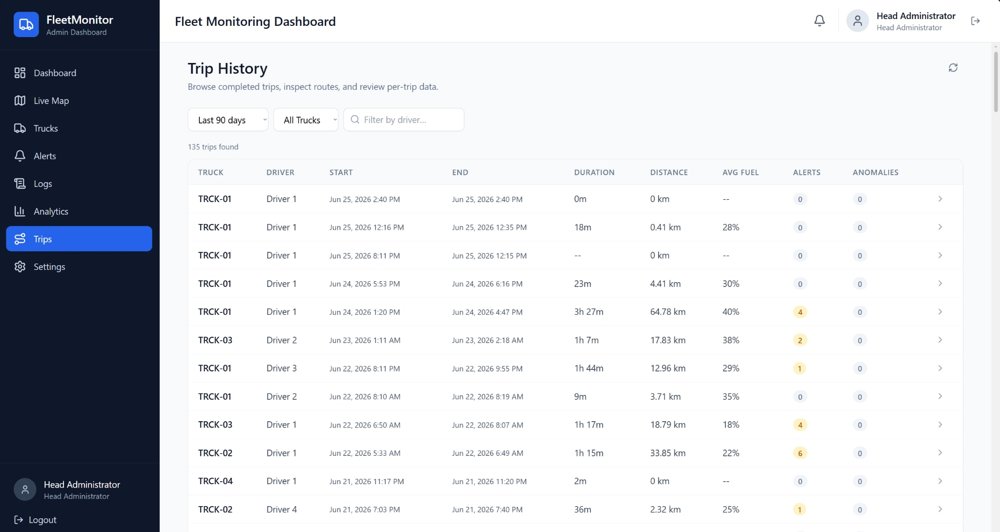 FleetMonitor
Admin Dashboard
Dashboard
Live Map
Trucks
Alerts
Logs
Analytics
Trips
Settings
Head Administrator
Head Administrator
Logout
Fleet Monitoring Dashboard
Head Administrator
Head Administrator
Trip History
Browse completed trips, inspect routes, and review per-trip data.
Last 90 days All Trucks Filter by driver...
135 trips found
TRUCK DRIVER START END DURATION DISTANCE AVG FUEL ALERTS ANOMALIES
TRCK-01 Driver 1 Jun 25, 2026 2:40 PM Jun 25, 2026 2:40 PM 0m 0 km -- 0 0
TRCK-01 Driver 1 Jun 25, 2026 12:16 PM Jun 25, 2026 12:35 PM 18m 0.41 km 28% 0 0
TRCK-01 Driver 1 Jun 25, 2026 8:11 PM Jun 25, 2026 12:15 PM -- 0 km -- 0 0
TRCK-01 Driver 1 Jun 24, 2026 5:53 PM Jun 24, 2026 6:16 PM 23m 4.41 km 30% 0 0
TRCK-01 Driver 1 Jun 24, 2026 1:20 PM Jun 24, 2026 4:47 PM 3h 27m 64.78 km 40% 4 0
TRCK-03 Driver 2 Jun 23, 2026 1:11 AM Jun 23, 2026 2:18 AM 1h 7m 17.83 km 38% 2 0
TRCK-01 Driver 3 Jun 22, 2026 8:11 PM Jun 22, 2026 9:55 PM 1h 44m 12.96 km 29% 1 0
TRCK-01 Driver 2 Jun 22, 2026 8:10 AM Jun 22, 2026 8:19 AM 9m 3.71 km 35% 0 0
TRCK-03 Driver 1 Jun 22, 2026 6:50 AM Jun 22, 2026 8:07 AM 1h 17m 18.79 km 18% 4 0
TRCK-02 Driver 1 Jun 22, 2026 5:33 AM Jun 22, 2026 6:49 AM 1h 15m 33.85 km 22% 6 0
TRCK-04 Driver 1 Jun 21, 2026 11:17 PM Jun 21, 2026 11:20 PM 2m 0 km -- 0 0
TRCK-02 Driver 4 Jun 21, 2026 7:03 PM Jun 21, 2026 7:40 PM 36m 2.32 km 25% 1 0